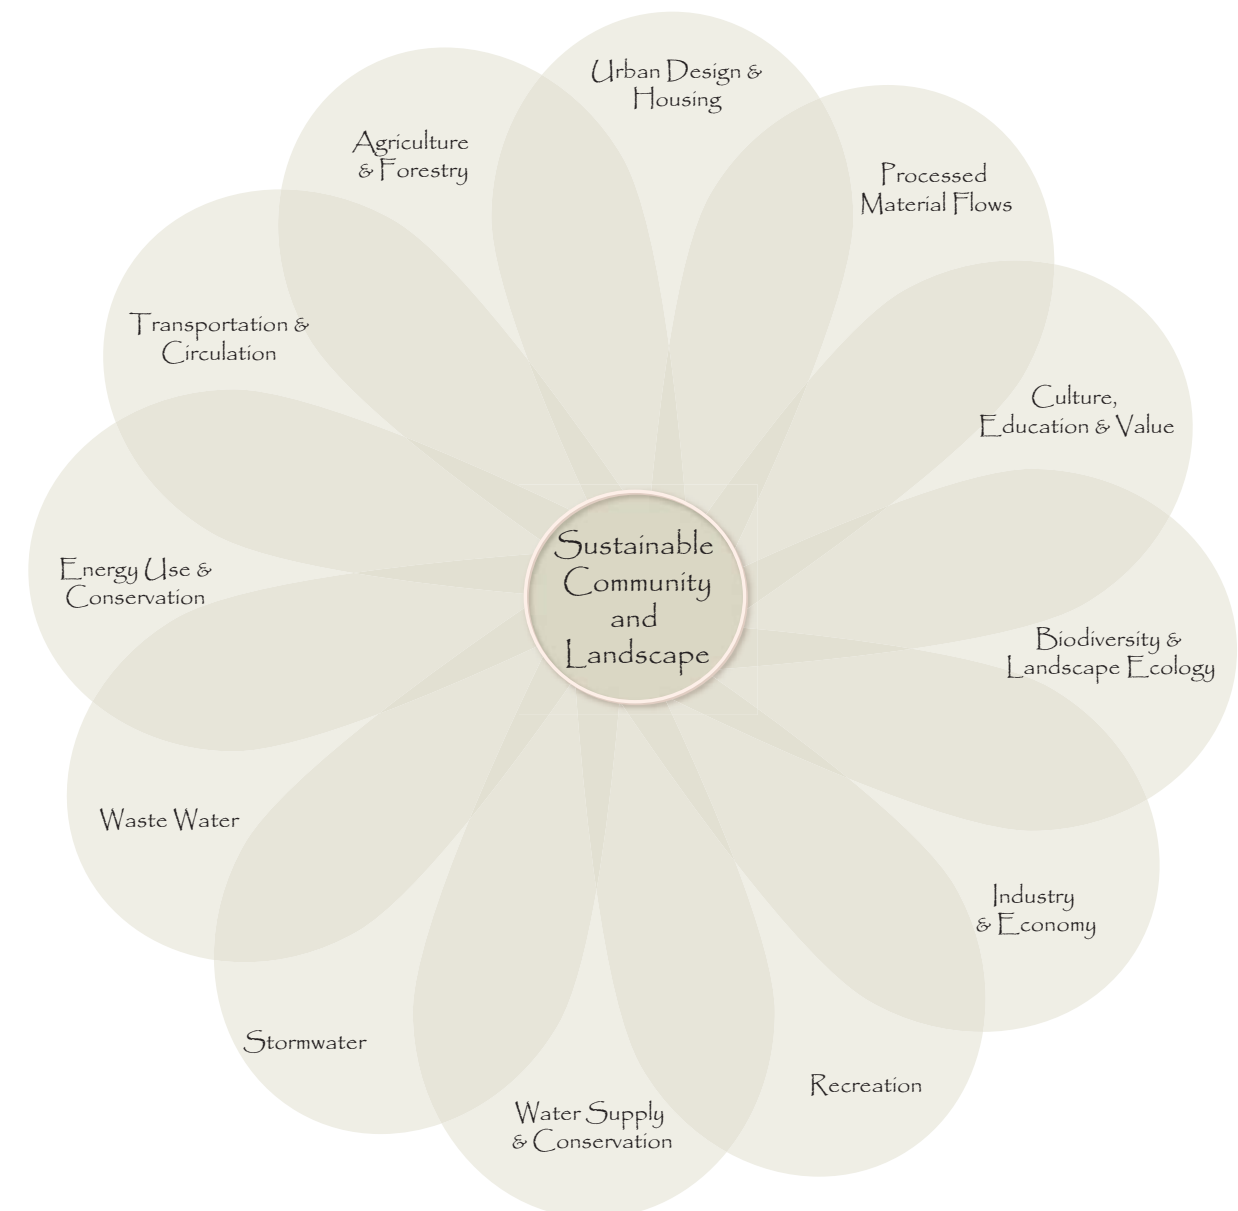 Urban Design &
Housing
Processed
Material Flows
Culture,
Education & Value
Biodiversity &
Landscape Ecology
Industry
& Economy
Recreation
Water Supply
& Conservation
Stormwater
Waste Water
Energy Use &
Conservation
Transportation &
Circulation
Agriculture
& Forestry
Sustainable
Community
and
Landscape